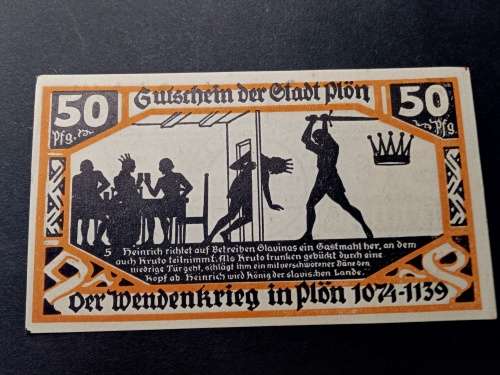 Gutschein der Stadt Plön
50 Pfg.
50 Pfg.
5 Heinrich richtet auf Betreiben Slavinas ein Gastmahl her, an dem
auch Kruto teilnimmt. Als Kruto trunken gebückt durch eine
niedrige Tür geht, schlägt ihm ein mitverschworener Däne den
Kopf ab. Heinrich wird König der slavischen Lande.
Der Wendenkrieg in Plön 1074-1139